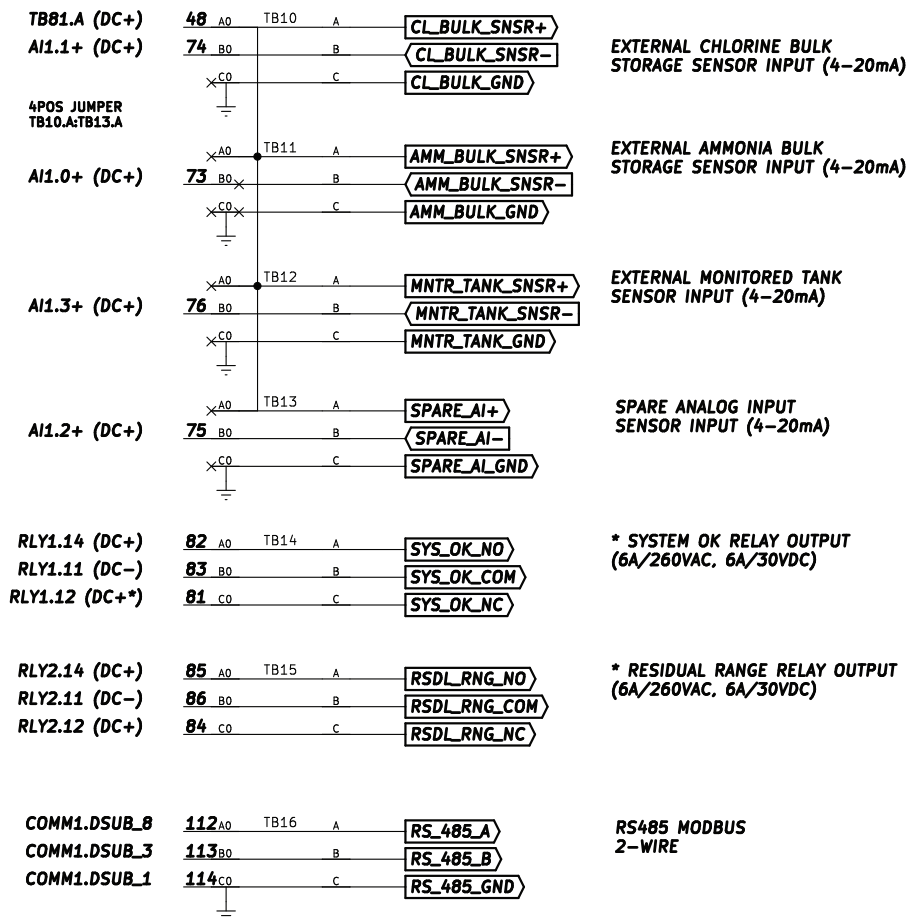 TB81.A (DC+) 48 A0 TB10 A CL_BULK_SNSR+
AI1.1+ (DC+) 74 B0 B CL_BULK_SNSR− EXTERNAL CHLORINE BULK
STORAGE SENSOR INPUT (4−20mA)
C0 C CL_BULK_GND
4POS JUMPER
TB10.A:TB13.A
A0 TB11 A AMM_BULK_SNSR+ EXTERNAL AMMONIA BULK
STORAGE SENSOR INPUT (4−20mA)
AI1.0+ (DC+) 73 B0 B AMM_BULK_SNSR−
C0 C AMM_BULK_GND
A0 TB12 A MNTR_TANK_SNSR+ EXTERNAL MONITORED TANK
SENSOR INPUT (4−20mA)
AI1.3+ (DC+) 76 B0 B MNTR_TANK_SNSR−
C0 C MNTR_TANK_GND
A0 TB13 A SPARE_AI+ SPARE ANALOG INPUT
SENSOR INPUT (4−20mA)
AI1.2+ (DC+) 75 B0 B SPARE_AI−
C0 C SPARE_AI_GND
RLY1.14 (DC+) 82 A0 TB14 A SYS_OK_NO * SYSTEM OK RELAY OUTPUT
(6A/260VAC, 6A/30VDC)
RLY1.11 (DC−) 83 B0 B SYS_OK_COM
RLY1.12 (DC+*) 81 C0 C SYS_OK_NC
RLY2.14 (DC+) 85 A0 TB15 A RSDL_RNG_NO * RESIDUAL RANGE RELAY OUTPUT
(6A/260VAC, 6A/30VDC)
RLY2.11 (DC−) 86 B0 B RSDL_RNG_COM
RLY2.12 (DC+) 84 C0 C RSDL_RNG_NC
COMM1.DSUB_8 112 A0 TB16 A RS_485_A RS485 MODBUS
2−WIRE
COMM1.DSUB_3 113 B0 B RS_485_B
COMM1.DSUB_1 114 C0 C RS_485_GND